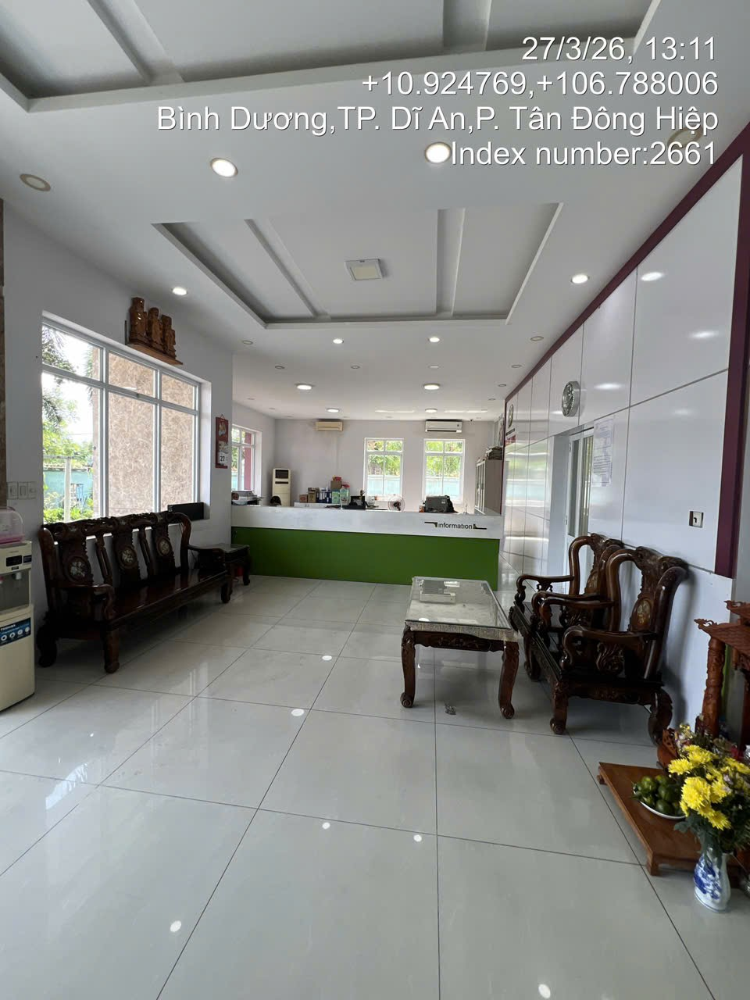 27/3/26, 13:11
+10.924769,+106.788006
Bình Dương,TP. Dĩ An,P. Tân Đông Hiệp
Index number:2661
information
27